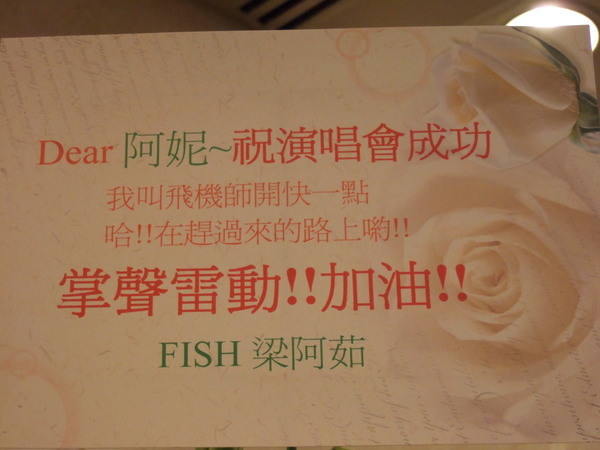 Dear 阿妮~祝演唱會成功
我叫飛機師開快一點
哈!!在趕過來的路上喲!!
掌聲雷動!!加油!!
FISH 梁阿茹